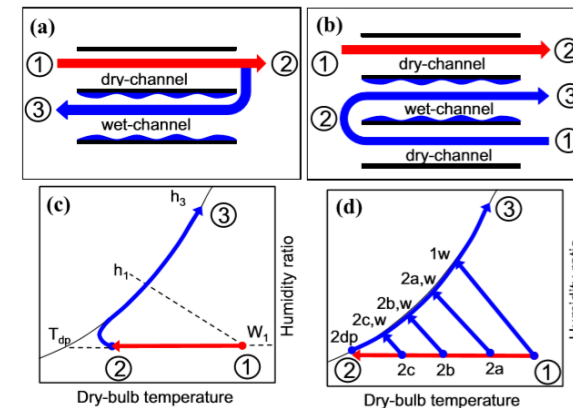 (a)
① ②
dry-channel
③
wet-channel
(b)
① ②
dry-channel
③
wet-channel
②
①
dry-channel
(c)
h3
③
h1
Tdp W1
② ①
Humidity ratio
Dry-bulb temperature
(d)
③
1w
2a,w
2b,w
2c,w
2dp
② 2c 2b 2a ①
Humidity ratio
Dry-bulb temperature